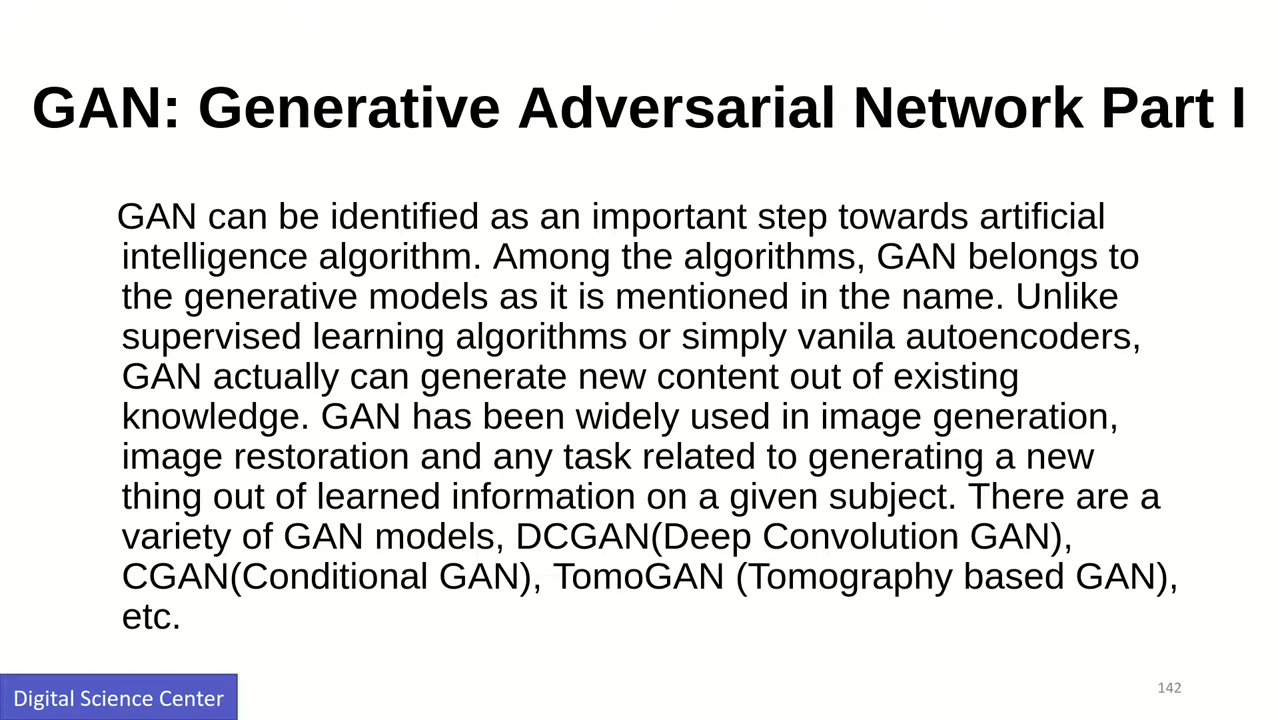 GAN: Generative Adversarial Network Part I
GAN can be identified as an important step towards artificial
intelligence algorithm. Among the algorithms, GAN belongs to
the generative models as it is mentioned in the name. Unlike
supervised learning algorithms or simply vanila autoencoders,
GAN actually can generate new content out of existing
knowledge. GAN has been widely used in image generation,
image restoration and any task related to generating a new
thing out of learned information on a given subject. There are a
variety of GAN models, DCGAN(Deep Convolution GAN),
CGAN(Conditional GAN), TomoGAN (Tomography based GAN),
etc.
Digital Science Center
142